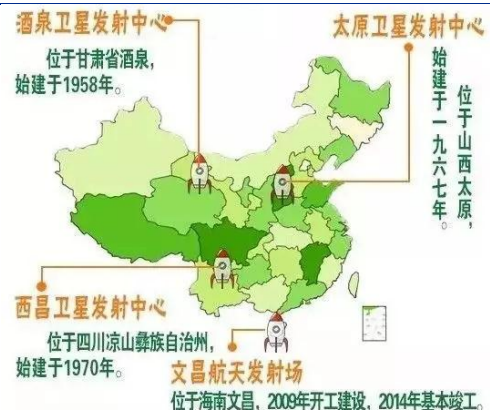 酒泉卫星发射中心
位于甘肃省酒泉,
始建于1958年。
太原卫星发射中心
位于山西太原,
始建于一九六七年。
西昌卫星发射中心
位于四川凉山彝族自治州,
始建于1970年。
文昌航天发射场
位于海南文昌, 2009年开工建设, 2014年基本竣工。